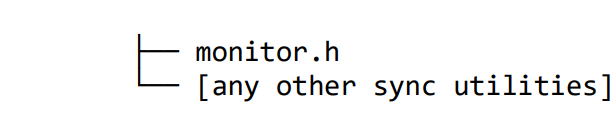 ├── monitor.h
└── [any other sync utilities]